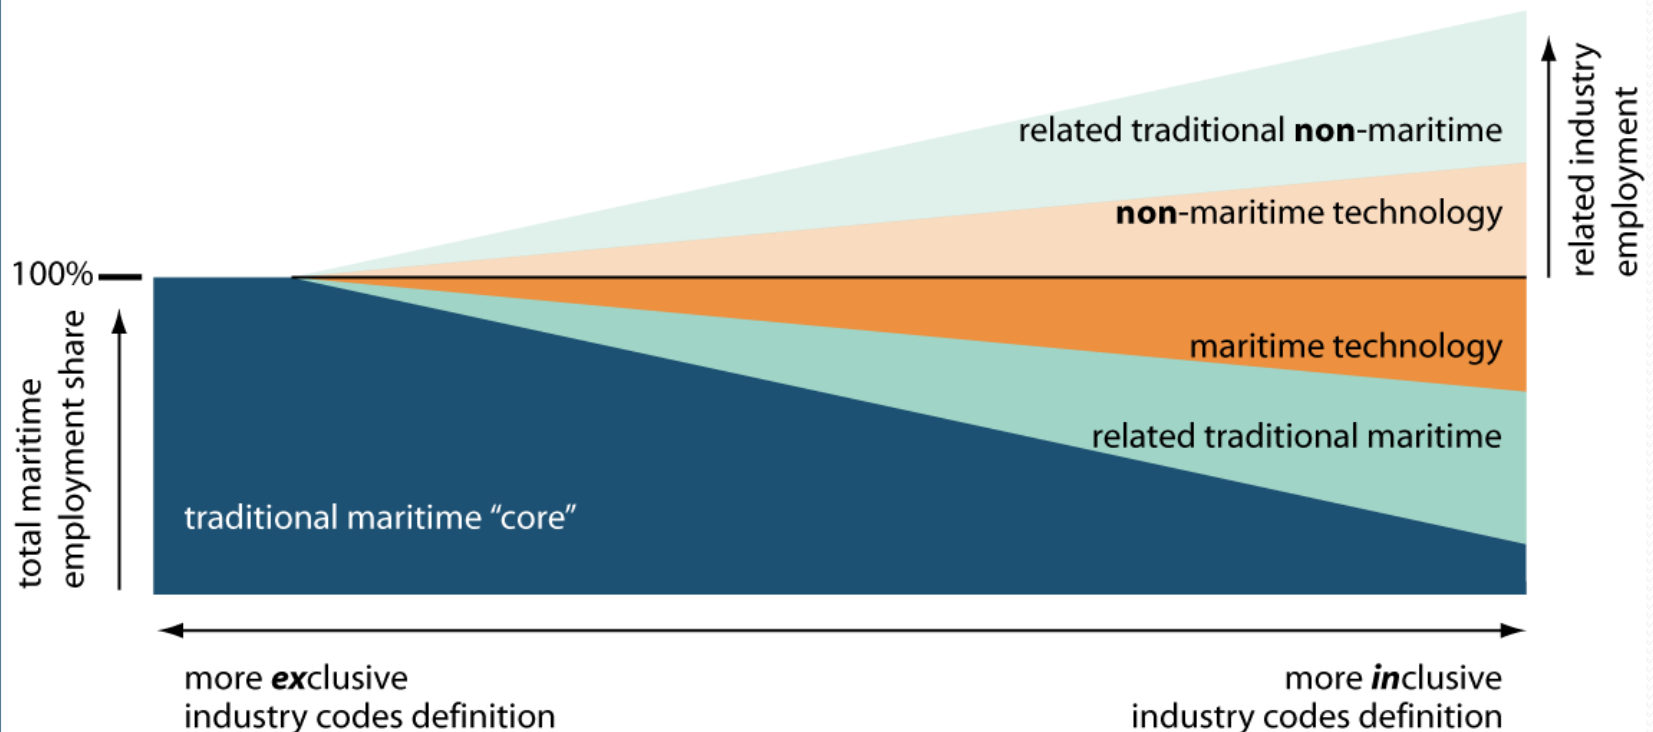 related traditional non-maritime
non-maritime technology
related industry
employment
100%
maritime technology
related traditional maritime
total maritime
employment share
traditional maritime “core”
more exclusive
industry codes definition
more inclusive
industry codes definition